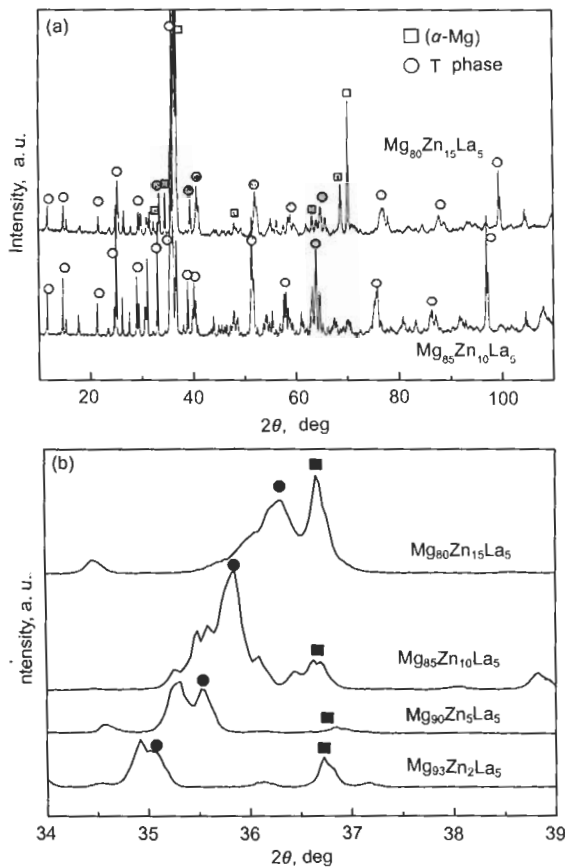 (a)
(α-Mg)
T phase
Mg₈₀Zn₁₅La₅
Mg₈₅Zn₁₀La₅
Intensity, a. u.
20 40 60 80 100
2θ, deg
(b)
Mg₈₀Zn₁₅La₅
Mg₈₅Zn₁₀La₅
Mg₉₀Zn₅La₅
Mg₉₃Zn₂La₅
ntensity, a. u.
34 35 36 37 38 39
2θ, deg